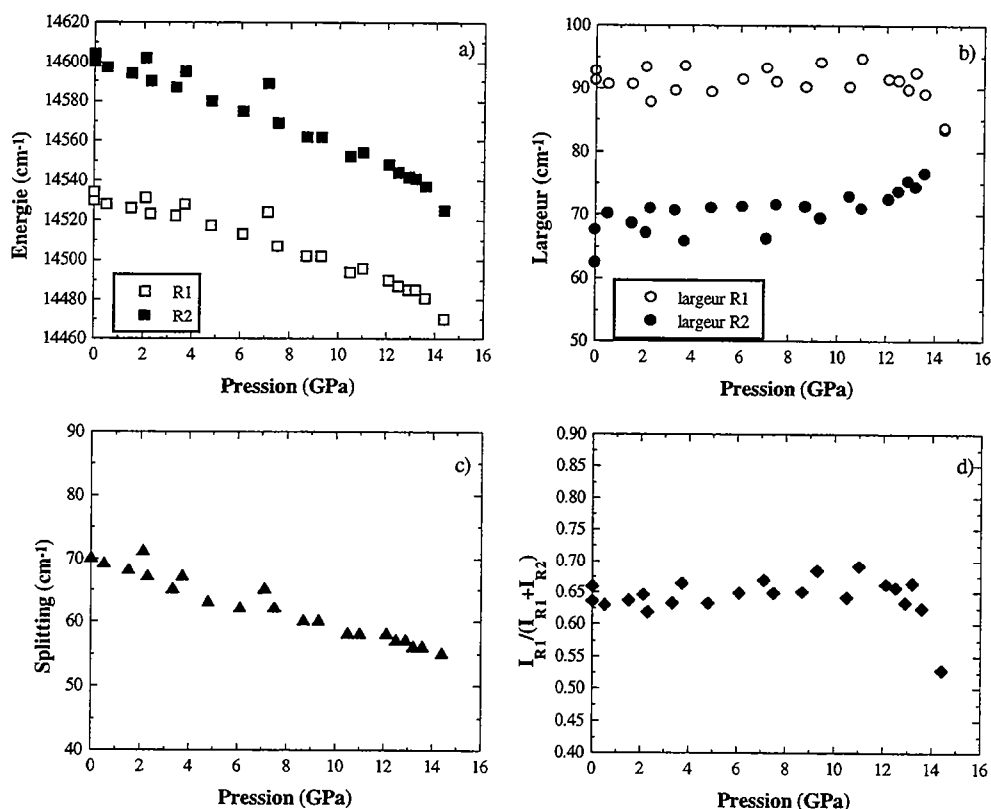 a)
14620
14600
14580
14560
14540
14520
14500
14480
14460
Energie (cm-1)
R1
R2
0 2 4 6 8 10 12 14 16
Pression (GPa)
b)
100
90
80
70
60
50
Largeur (cm-1)
largeur R1
largeur R2
0 2 4 6 8 10 12 14 16
Pression (GPa)
c)
90
80
70
60
50
40
Splitting (cm-1)
0 2 4 6 8 10 12 14 16
Pression (GPa)
d)
0.90
0.85
0.80
0.75
0.70
0.65
0.60
0.55
0.50
0.45
0.40
IR1/(IR1+IR2)
0 2 4 6 8 10 12 14 16
Pression (GPa)